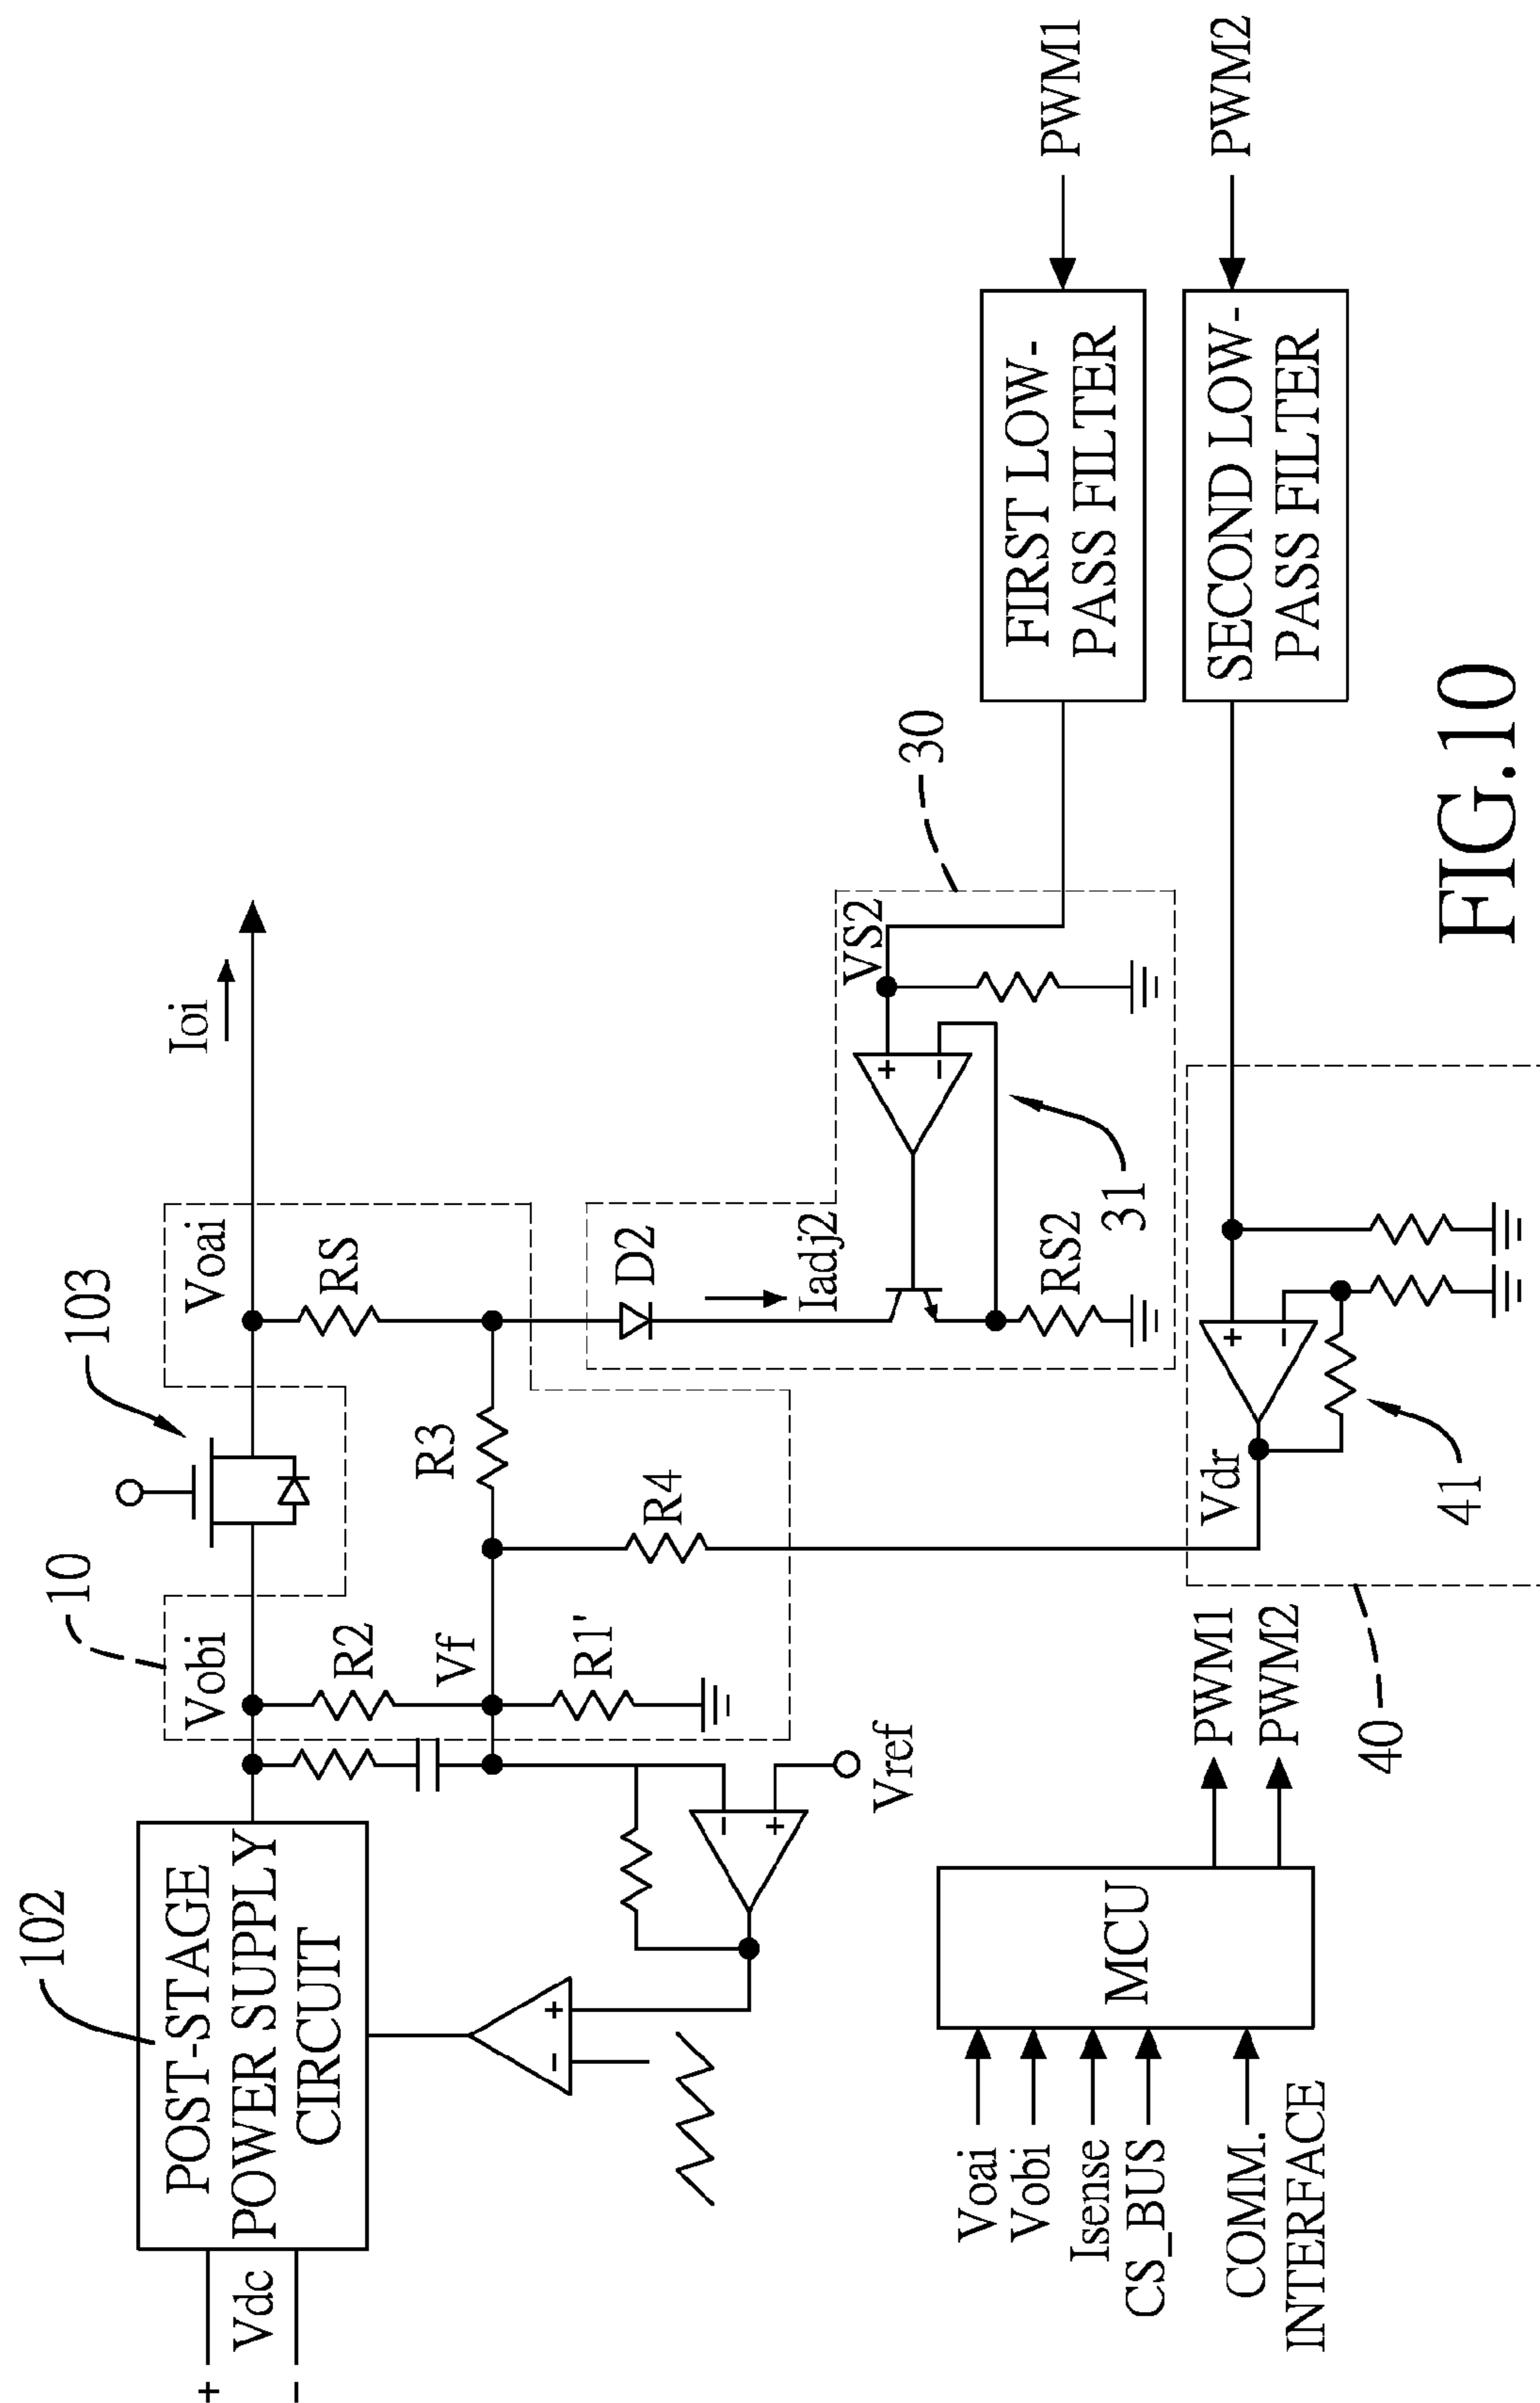 102
POST-STAGE
POWER SUPPLY
CIRCUIT
+
Vdc
-
10
Vobi
103
Voai
Ioi
R2
RS
Vf
R3
R1'
R4
D2
Iadj2
VS2
30
+
-
31
RS2
FIRST LOW-
PASS FILTER
PWM1
SECOND LOW-
PASS FILTER
PWM2
-
+
Vref
-
+
Vdr
+
-
41
40
Voai
Vobi
Isense
CS_BUS
COMM.
INTERFACE
MCU
PWM1
PWM2
FIG.10